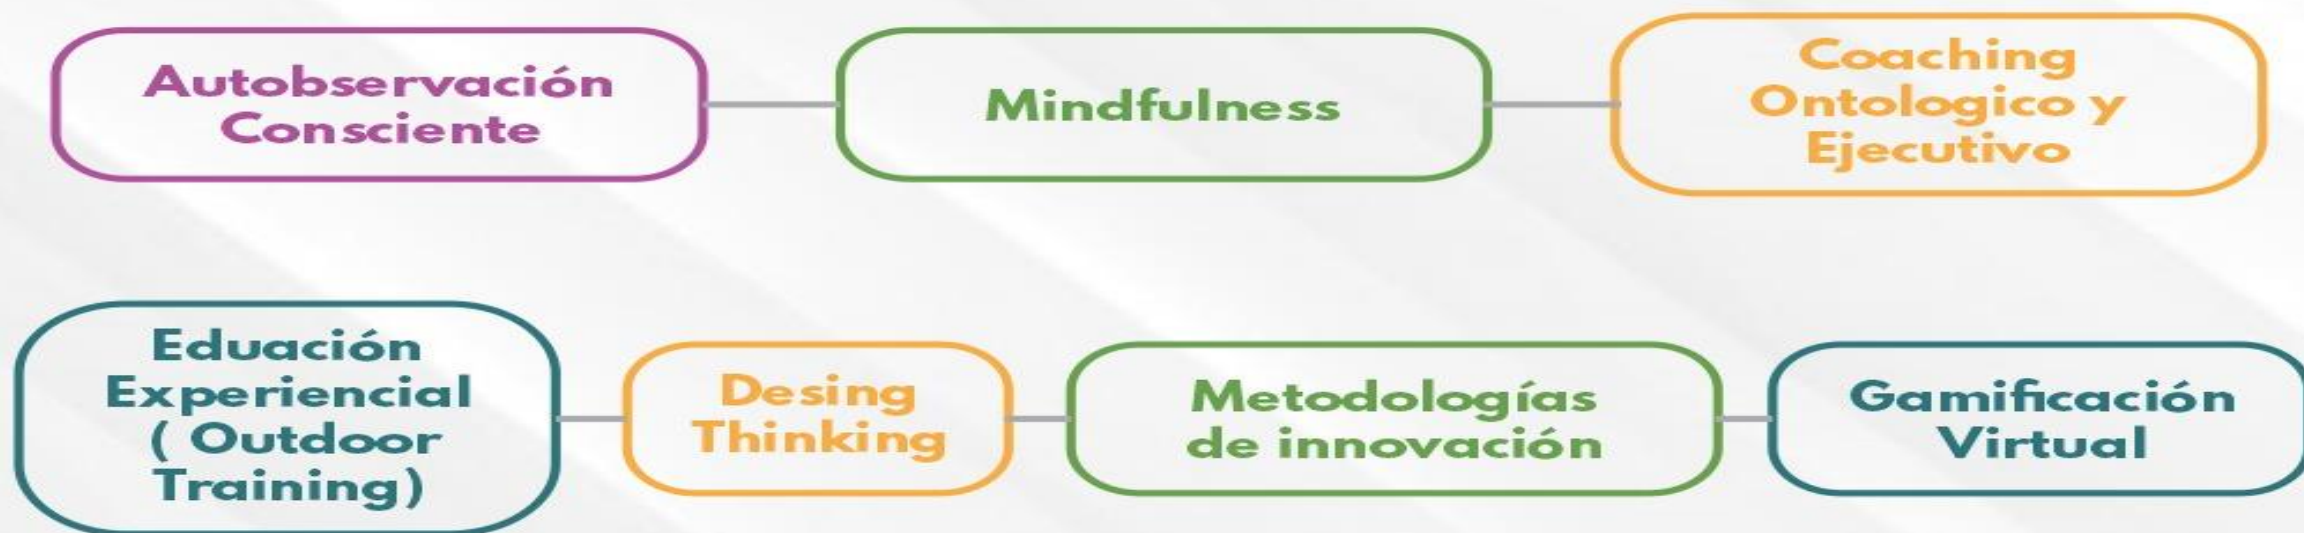 Autobservación
Consciente
Mindfulness
Coaching
Ontologico y
Ejecutivo
Eduación
Experiencial
( Outdoor
Training)
Desing
Thinking
Metodologías
de innovación
Gamificación
Virtual